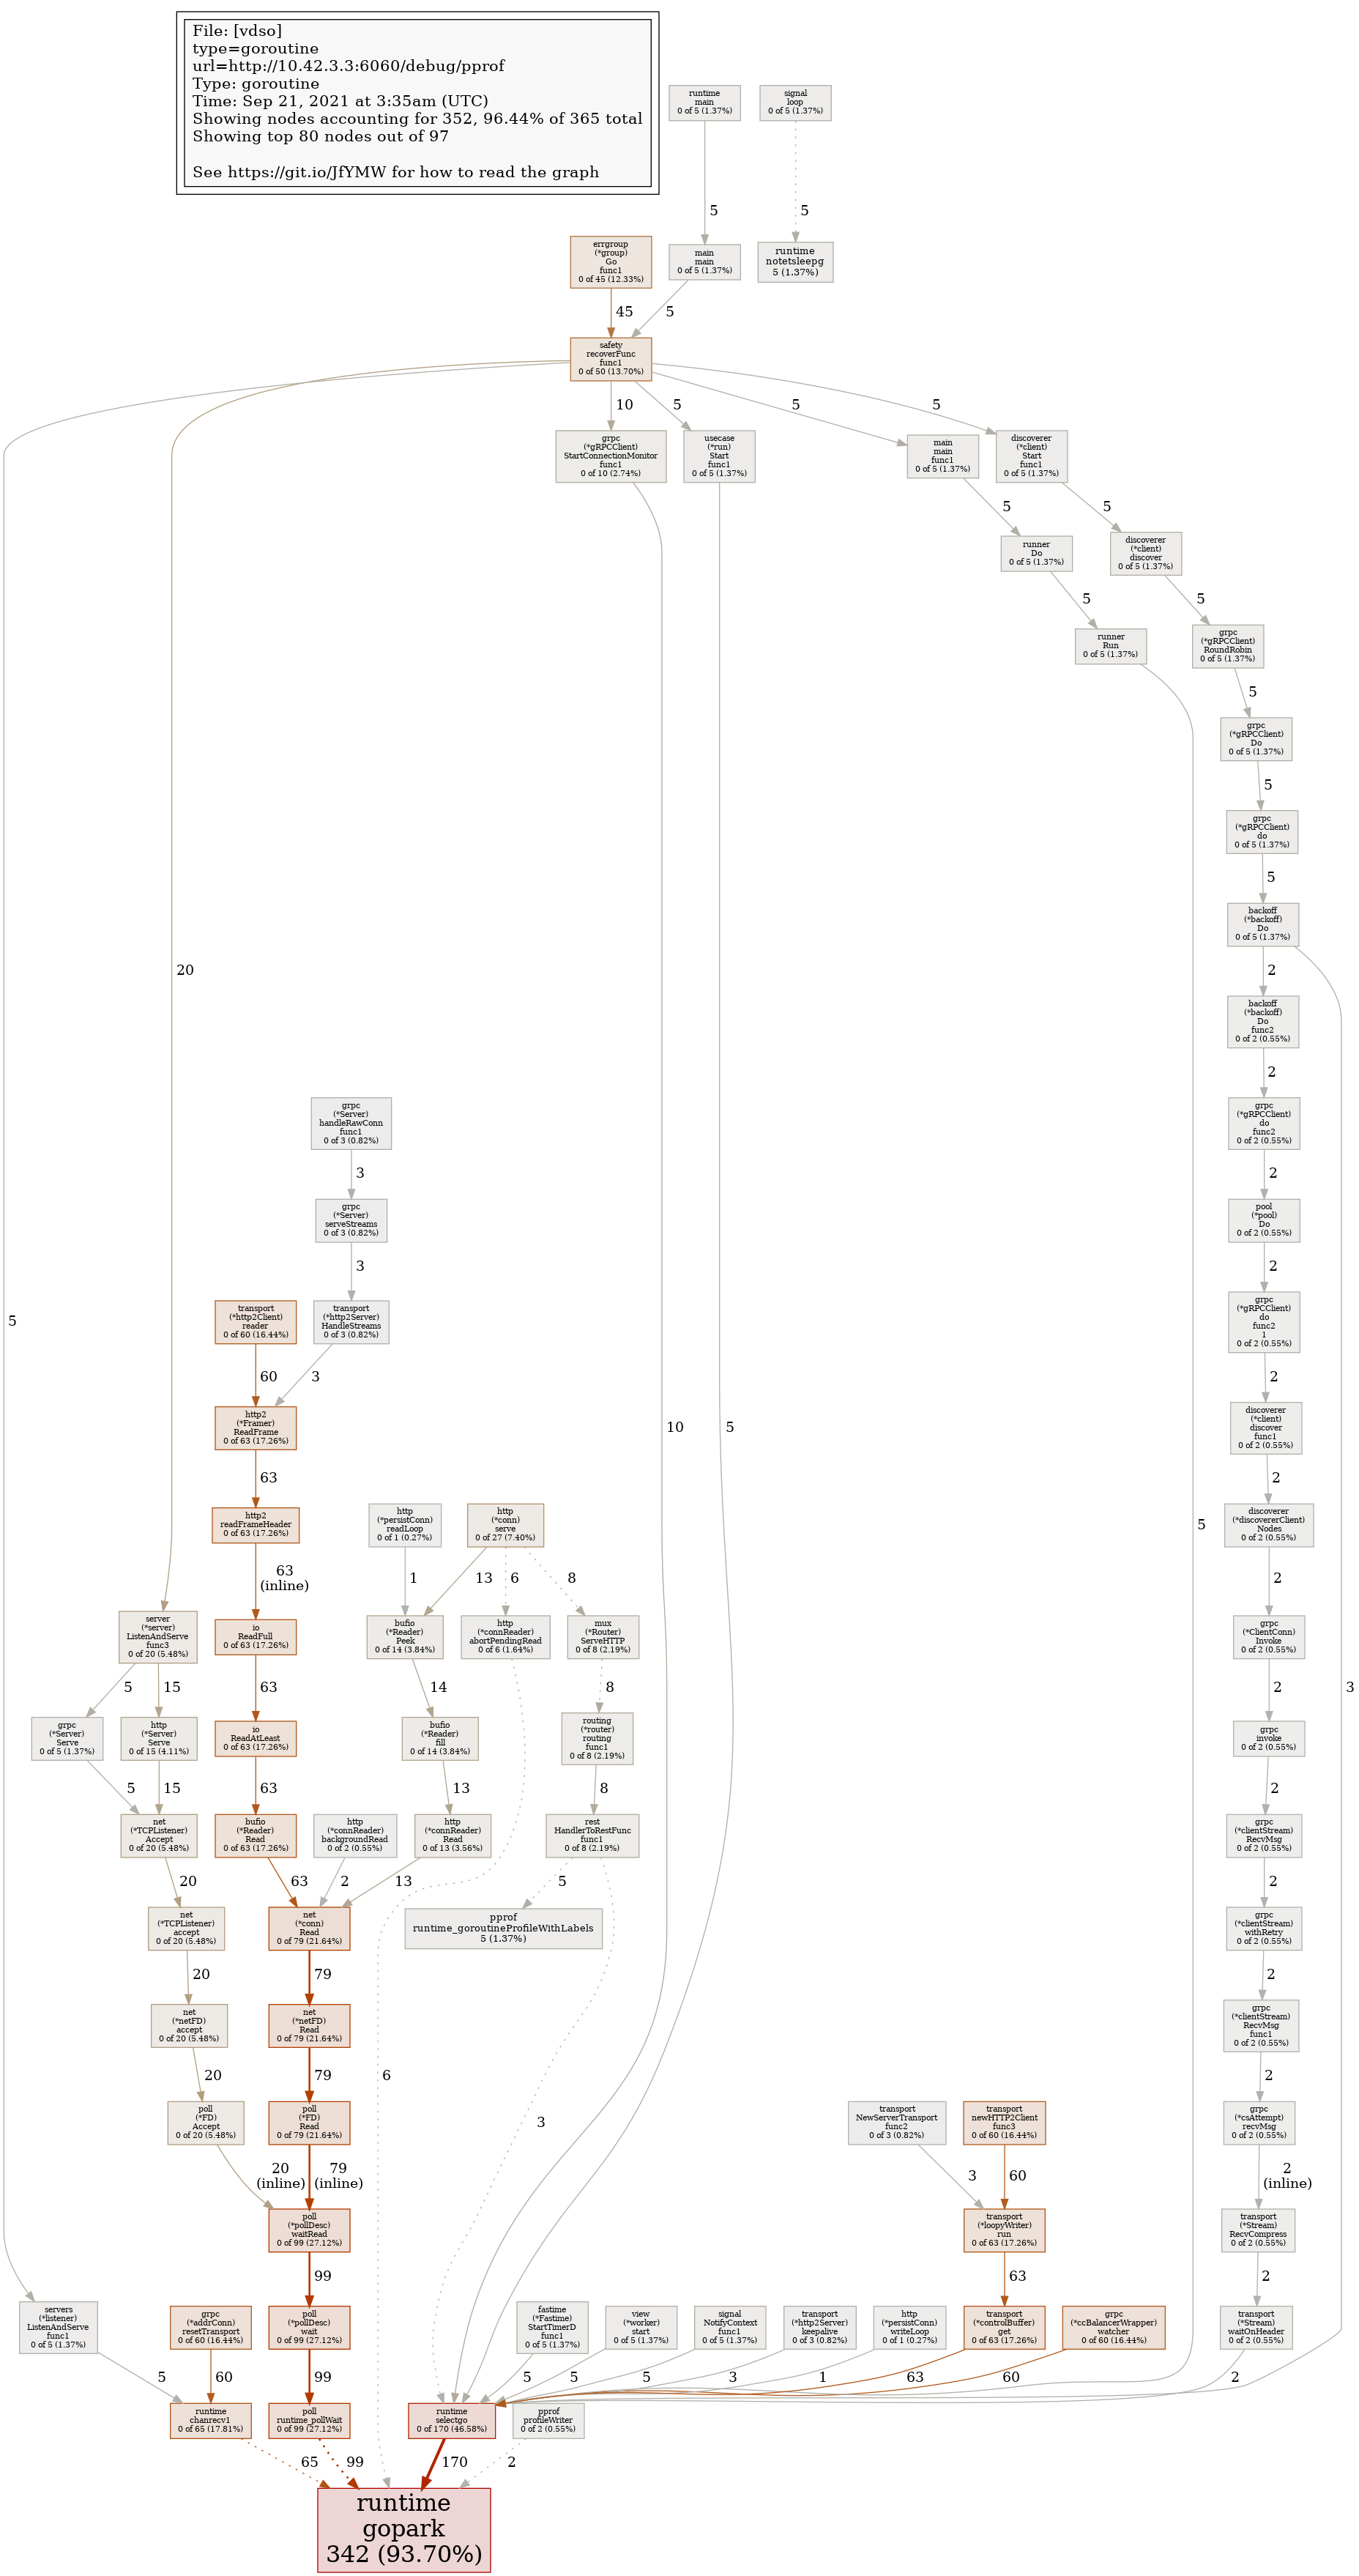 File: [vdso]
type=goroutine
url=http://10.42.3.3:6060/debug/pprof
Type: goroutine
Time: Sep 21, 2021 at 3:35am (UTC)
Showing nodes accounting for 352, 96.44% of 365 total
Showing top 80 nodes out of 97
See https://git.io/JfYMW for how to read the graph
runtime
main
0 of 5 (1.37%)
signal
loop
0 of 5 (1.37%)
5
5
errgroup
(*group)
Go
func1
0 of 45 (12.33%)
main
main
0 of 5 (1.37%)
runtime
notetsleepg
5 (1.37%)
45
5
safety
recoverFunc
func1
0 of 50 (13.70%)
10
5
5
5
grpc
(*gRPCClient)
StartConnectionMonitor
func1
0 of 10 (2.74%)
usecase
(*run)
Start
func1
0 of 5 (1.37%)
main
main
func1
0 of 5 (1.37%)
discoverer
(*client)
Start
func1
0 of 5 (1.37%)
5
5
runner
Do
0 of 5 (1.37%)
discoverer
(*client)
discover
0 of 5 (1.37%)
5
5
runner
Run
0 of 5 (1.37%)
grpc
(*gRPCClient)
RoundRobin
0 of 5 (1.37%)
5
grpc
(*gRPCClient)
Do
0 of 5 (1.37%)
5
grpc
(*gRPCClient)
do
0 of 5 (1.37%)
5
backoff
(*backoff)
Do
0 of 5 (1.37%)
20
2
backoff
(*backoff)
Do
func2
0 of 2 (0.55%)
2
grpc
(*Server)
handleRawConn
func1
0 of 3 (0.82%)
grpc
(*gRPCClient)
do
func2
0 of 2 (0.55%)
3
2
grpc
(*Server)
serveStreams
0 of 3 (0.82%)
pool
(*pool)
Do
0 of 2 (0.55%)
3
2
5
transport
(*http2Client)
reader
0 of 60 (16.44%)
transport
(*http2Server)
HandleStreams
0 of 3 (0.82%)
grpc
(*gRPCClient)
do
func2
1
0 of 2 (0.55%)
60
3
2
http2
(*Framer)
ReadFrame
0 of 63 (17.26%)
10
5
discoverer
(*client)
discover
func1
0 of 2 (0.55%)
63
2
http2
readFrameHeader
0 of 63 (17.26%)
http
(*persistConn)
readLoop
0 of 1 (0.27%)
http
(*conn)
serve
0 of 27 (7.40%)
5
discoverer
(*discovererClient)
Nodes
0 of 2 (0.55%)
63
(inline)
1
13
6
8
2
server
(*server)
ListenAndServe
func3
0 of 20 (5.48%)
io
ReadFull
0 of 63 (17.26%)
bufio
(*Reader)
Peek
0 of 14 (3.84%)
http
(*connReader)
abortPendingRead
0 of 6 (1.64%)
mux
(*Router)
ServeHTTP
0 of 8 (2.19%)
grpc
(*ClientConn)
Invoke
0 of 2 (0.55%)
5
15
63
14
8
2
3
grpc
(*Server)
Serve
0 of 5 (1.37%)
http
(*Server)
Serve
0 of 15 (4.11%)
io
ReadAtLeast
0 of 63 (17.26%)
bufio
(*Reader)
fill
0 of 14 (3.84%)
routing
(*router)
routing
func1
0 of 8 (2.19%)
grpc
invoke
0 of 2 (0.55%)
5
15
63
13
8
2
net
(*TCPListener)
Accept
0 of 20 (5.48%)
bufio
(*Reader)
Read
0 of 63 (17.26%)
http
(*connReader)
backgroundRead
0 of 2 (0.55%)
http
(*connReader)
Read
0 of 13 (3.56%)
rest
HandlerToRestFunc
func1
0 of 8 (2.19%)
grpc
(*clientStream)
RecvMsg
0 of 2 (0.55%)
20
63
2
13
5
2
net
(*TCPListener)
accept
0 of 20 (5.48%)
net
(*conn)
Read
0 of 79 (21.64%)
pprof
runtime_goroutineProfileWithLabels
5 (1.37%)
grpc
(*clientStream)
withRetry
0 of 2 (0.55%)
20
79
2
net
(*netFD)
accept
0 of 20 (5.48%)
net
(*netFD)
Read
0 of 79 (21.64%)
grpc
(*clientStream)
RecvMsg
func1
0 of 2 (0.55%)
20
79
6
2
poll
(*FD)
Accept
0 of 20 (5.48%)
poll
(*FD)
Read
0 of 79 (21.64%)
3
transport
NewServerTransport
func2
0 of 3 (0.82%)
transport
newHTTP2Client
func3
0 of 60 (16.44%)
grpc
(*csAttempt)
recvMsg
0 of 2 (0.55%)
20
(inline)
79
(inline)
3
60
2
(inline)
poll
(*pollDesc)
waitRead
0 of 99 (27.12%)
transport
(*loopyWriter)
run
0 of 63 (17.26%)
transport
(*Stream)
RecvCompress
0 of 2 (0.55%)
99
63
2
servers
(*listener)
ListenAndServe
func1
0 of 5 (1.37%)
grpc
(*addrConn)
resetTransport
0 of 60 (16.44%)
poll
(*pollDesc)
wait
0 of 99 (27.12%)
fastime
(*Fastime)
StartTimerD
func1
0 of 5 (1.37%)
view
(*worker)
start
0 of 5 (1.37%)
signal
NotifyContext
func1
0 of 5 (1.37%)
transport
(*http2Server)
keepalive
0 of 3 (0.82%)
http
(*persistConn)
writeLoop
0 of 1 (0.27%)
transport
(*controlBuffer)
get
0 of 63 (17.26%)
grpc
(*ccBalancerWrapper)
watcher
0 of 60 (16.44%)
transport
(*Stream)
waitOnHeader
0 of 2 (0.55%)
5
60
99
5
5
5
3
1
63
60
2
runtime
chanrecv1
0 of 65 (17.81%)
poll
runtime_pollWait
0 of 99 (27.12%)
runtime
selectgo
0 of 170 (46.58%)
pprof
profileWriter
0 of 2 (0.55%)
65
99
170
2
runtime
gopark
342 (93.70%)